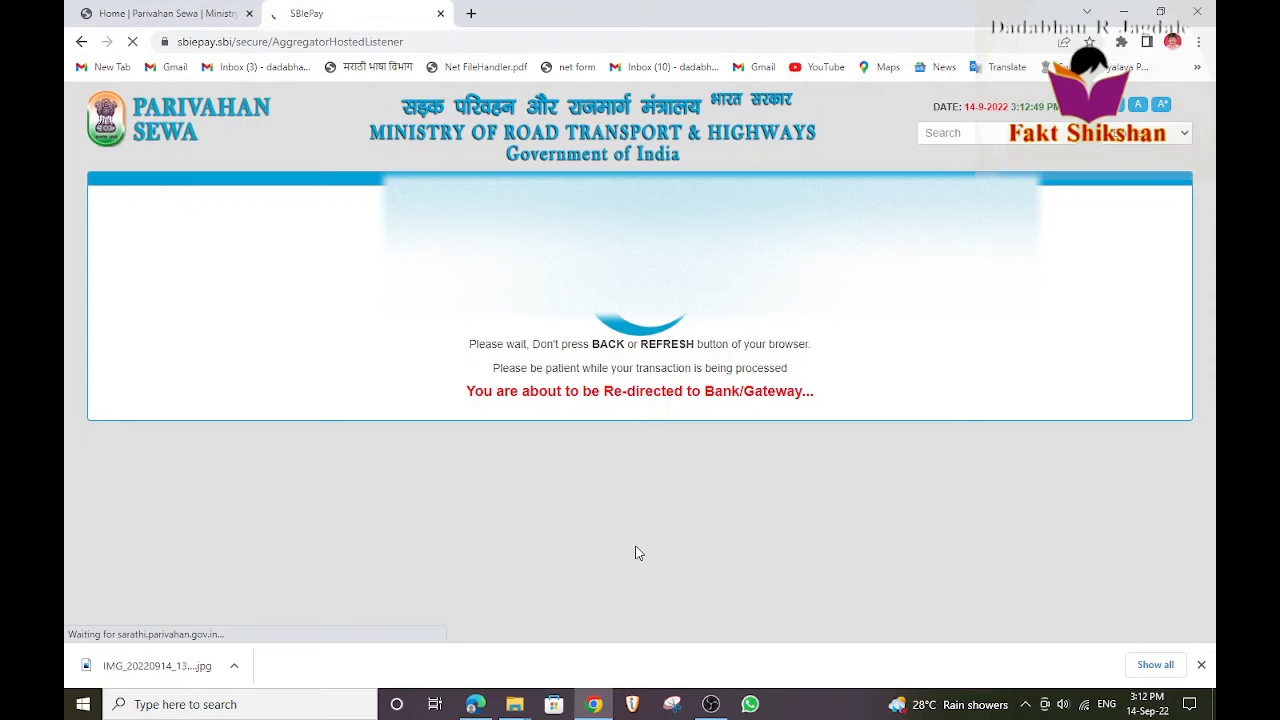 Home | Parivahan Sewa | Ministr
SBIePay
Dadabhau R Jagdale
sbiepay.sbi/secure/AggregatorHostedListener
New Tab
Gmail
Inbox (3) - dadabha...
मराठी भाषा विभाग
Net FileHandler.pdf
net form
Inbox (10) - dadabh...
Gmail
YouTube
Maps
News
Translate
PARIVAHAN
SEWA
सड़क परिवहन और राजमार्ग मंत्रालय भारत सरकार
MINISTRY OF ROAD TRANSPORT & HIGHWAYS
Government of India
DATE: 14-9-2022 3:12:49 PM
A
A+
Search
Fakt Shikshan
Please wait, Don't press BACK or REFRESH button of your browser.
Please be patient while your transaction is being processed
You are about to be Re-directed to Bank/Gateway...
Waiting for sarathi.parivahan.gov.in...
IMG_20220914_13....jpg
Show all
Type here to search
28°C Rain showers
ENG
3:12 PM
14-Sep-22